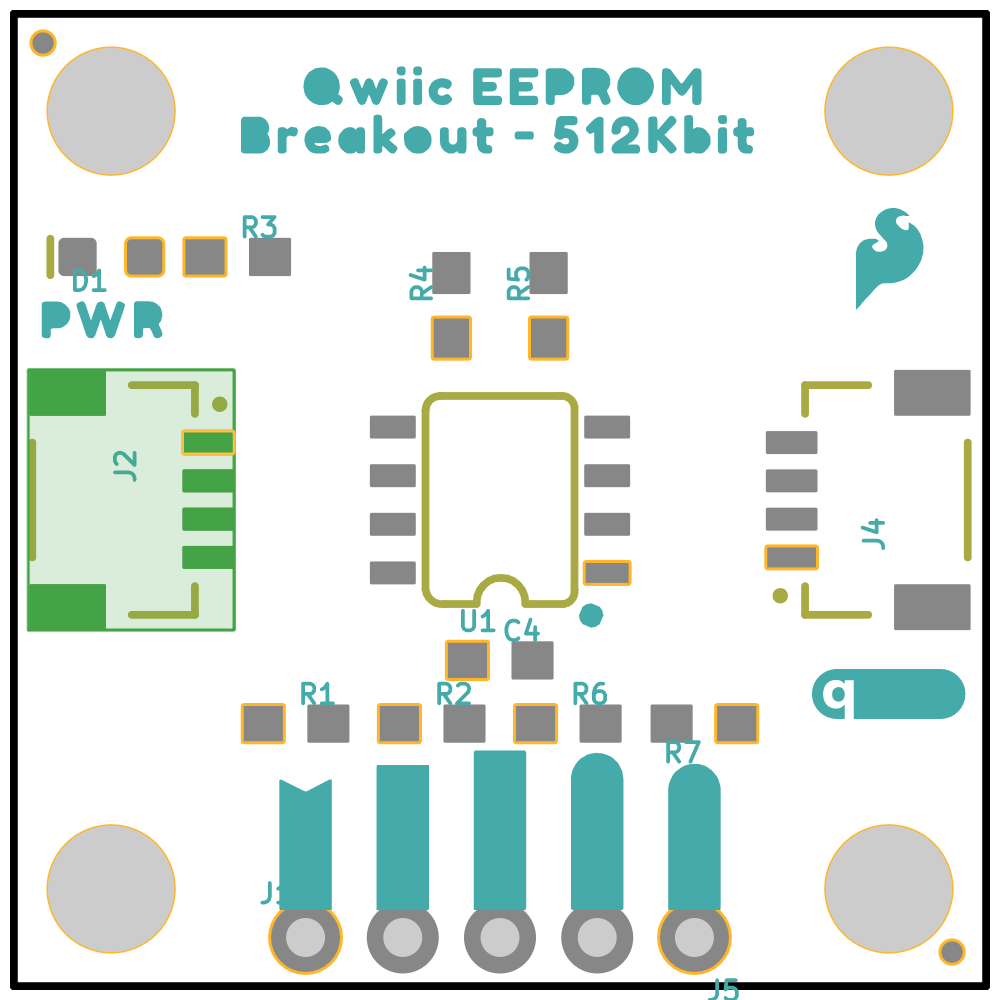 Qwiic EEPROM
Breakout - 512Kbit
R3
D1
PWR
R4
R5
J2
J4
U1
C4
q
R1
R2
R6
R7
J1
J5